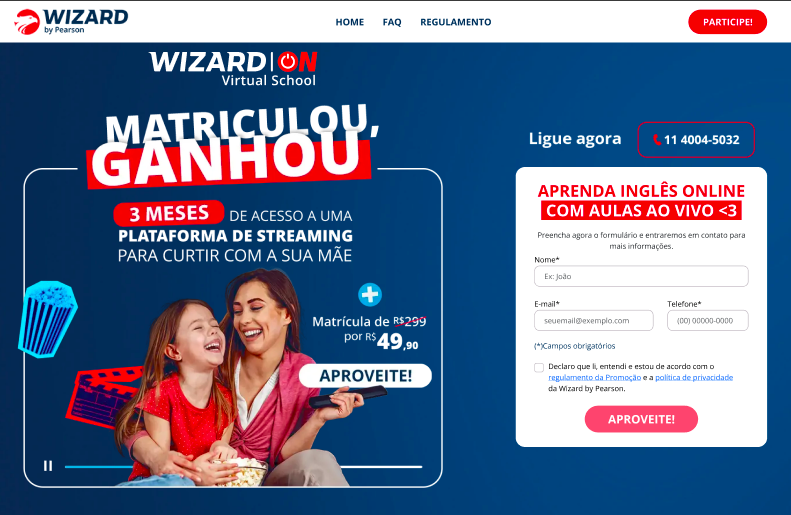 WIZARD
by Pearson
HOME FAQ REGULAMENTO
PARTICIPE!
WIZARD ON
Virtual School
MATRICULOU,
GANHOU
3 MESES DE ACESSO A UMA
PLATAFORMA DE STREAMING
PARA CURTIR COM A SUA MÃE
Matrícula de R$299
por R$49,90
APROVEITE!
Ligue agora 11 4004-5032
APRENDA INGLÊS ONLINE
COM AULAS AO VIVO <3
Preencha agora o formulário e entraremos em contato para
mais informações.
Nome*
Ex: João
E-mail* Telefone*
seuemail@exemplo.com (00) 00000-0000
(*)Campos obrigatórios
Declaro que li, entendi e estou de acordo com o
regulamento da Promoção e a política de privacidade
da Wizard by Pearson.
APROVEITE!